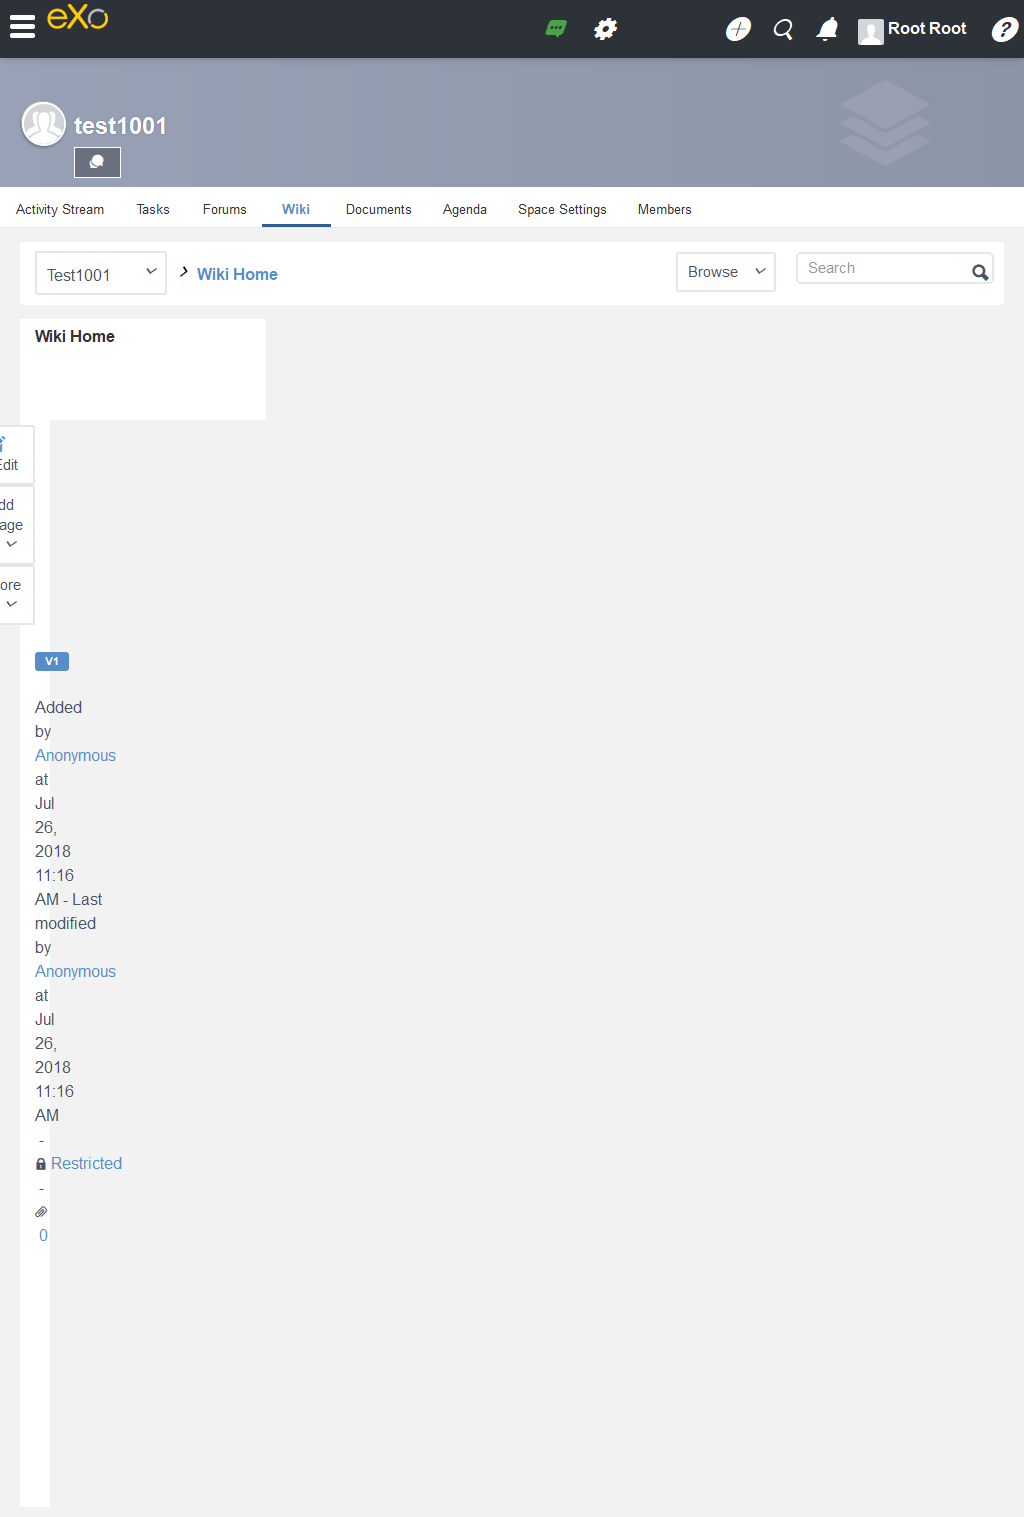 eXo
Root Root
?
test1001
Activity Stream Tasks Forums Wiki Documents Agenda Space Settings Members
Test1001 Wiki Home Browse Search
Wiki Home
Edit
dd
age
ore
V1
Added
by
Anonymous
at
Jul
26,
2018
11:16
AM - Last
modified
by
Anonymous
at
Jul
26,
2018
11:16
AM
-
Restricted
-
0